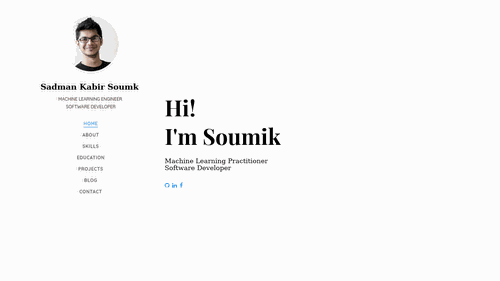 Sadman Kabir Soumk
MACHINE LEARNING ENGINEER
SOFTWARE DEVELOPER
HOME
ABOUT
SKILLS
EDUCATION
PROJECTS
BLOG
CONTACT
Hi!
I'm Soumik
Machine Learning Practitioner
Software Developer